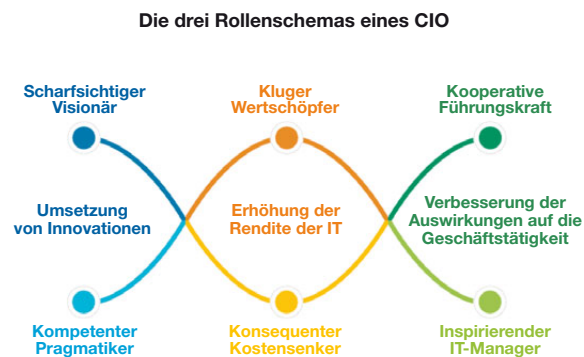 Die drei Rollenschemas eines CIO
Scharfsichtiger
Visionär
Kluger
Wertschöpfer
Kooperative
Führungskraft
Umsetzung
von Innovationen
Erhöhung der
Rendite der IT
Verbesserung der
Auswirkungen auf die
Geschäftstätigkeit
Kompetenter
Pragmatiker
Konsequenter
Kostensenker
Inspirierender
IT-Manager